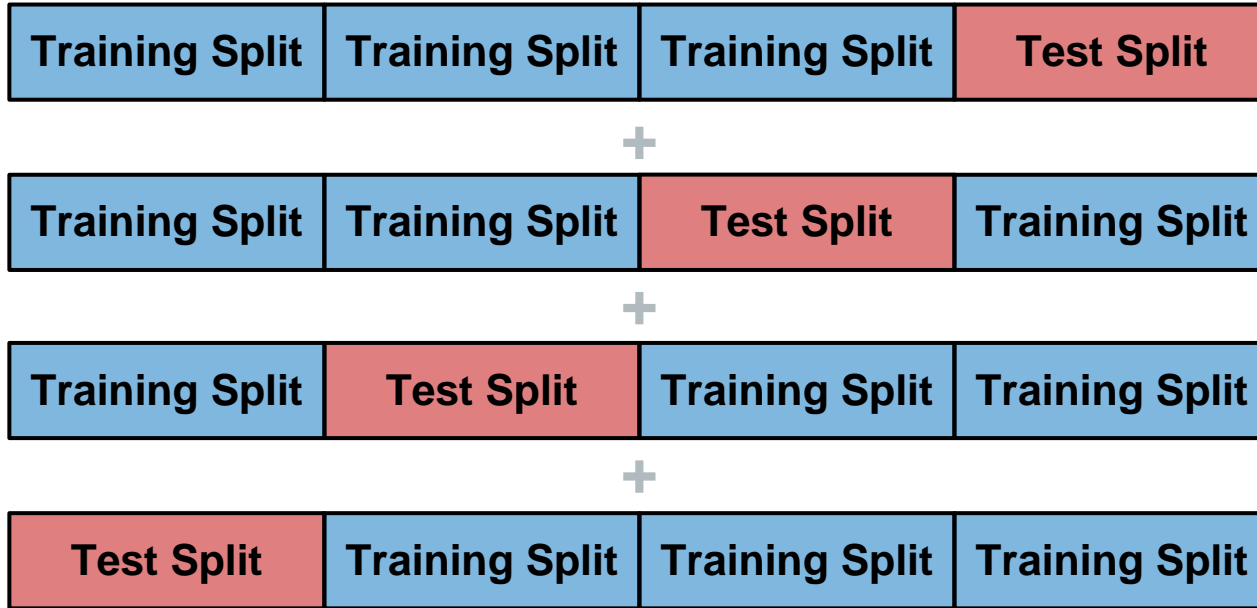 Training Split Training Split Training Split Test Split
+
Training Split Training Split Test Split Training Split
+
Training Split Test Split Training Split Training Split
+
Test Split Training Split Training Split Training Split